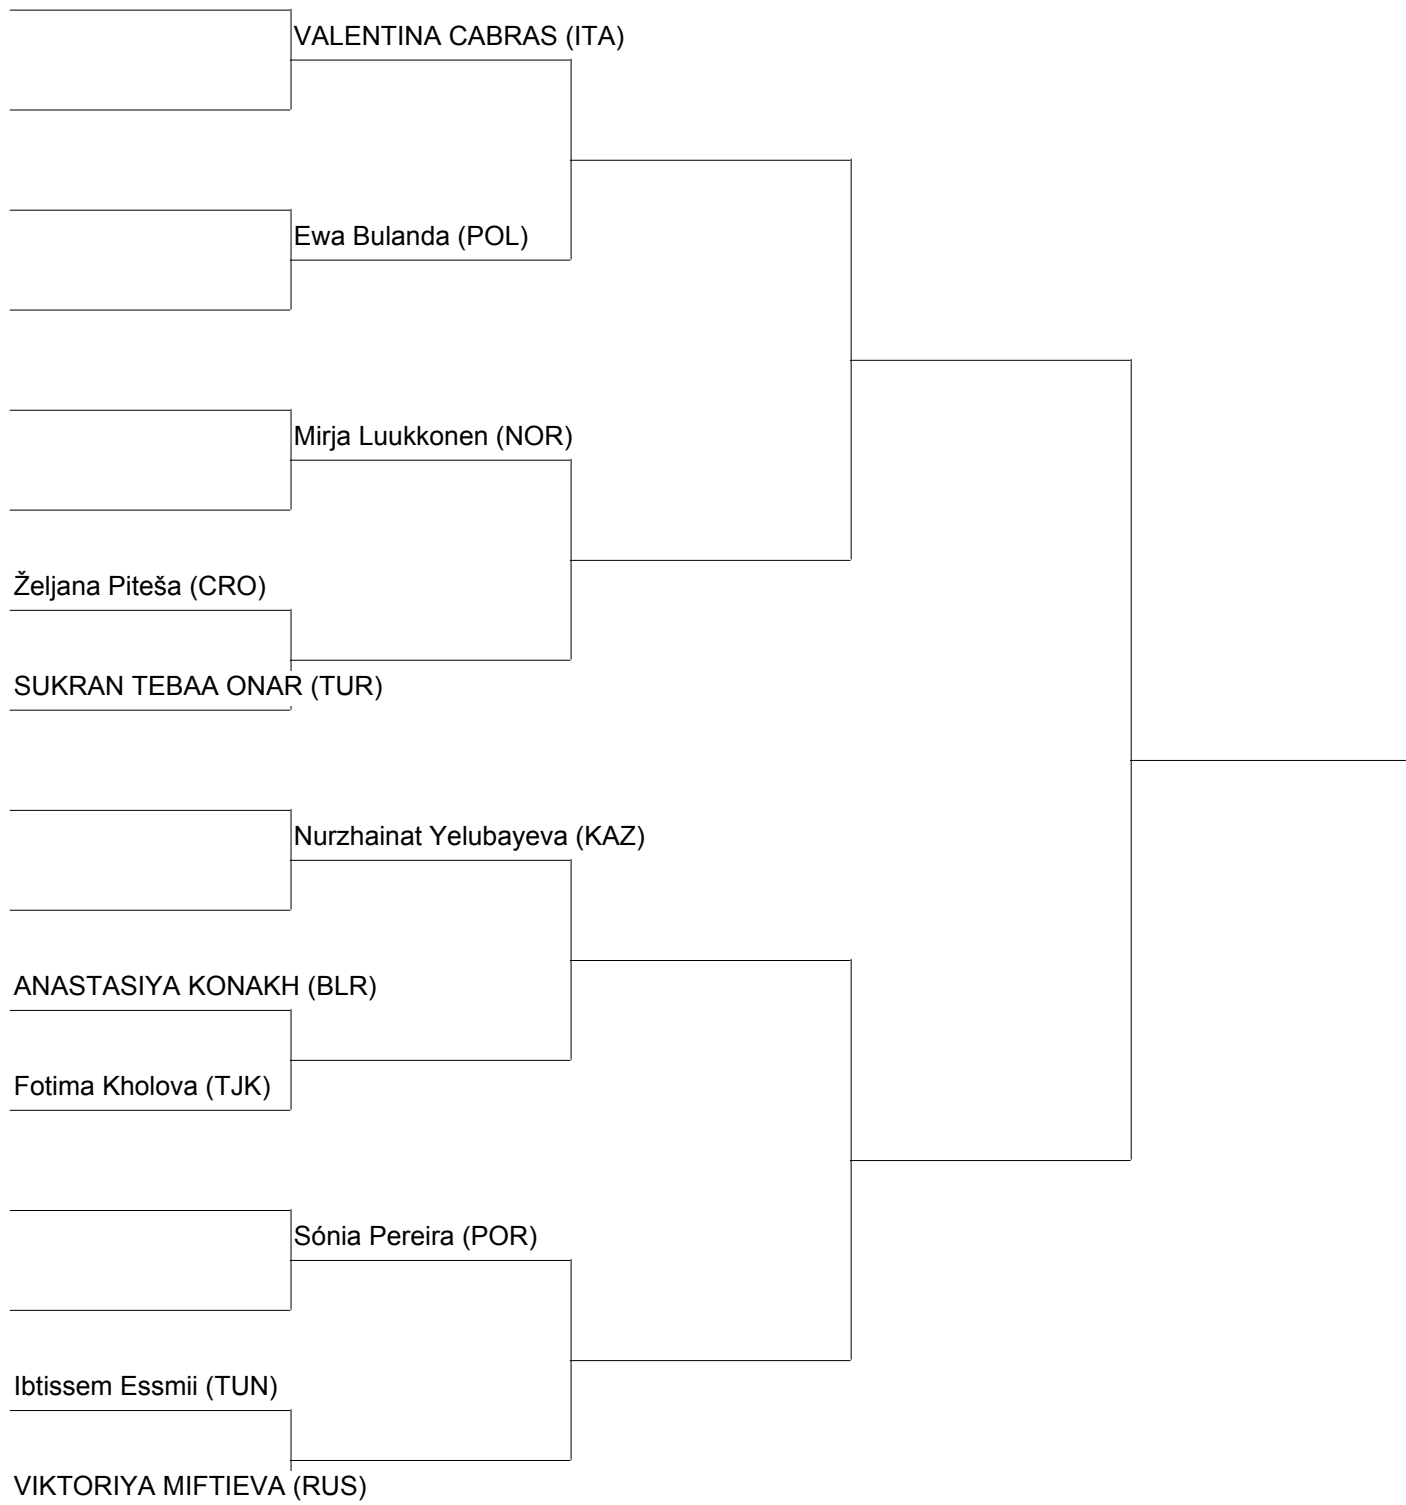 VALENTINA CABRAS (ITA)
Ewa Bulanda (POL)
Mirja Luukkonen (NOR)
Željana Piteša (CRO)
SUKRAN TEBAA ONAR (TUR)
Nurzhainat Yelubayeva (KAZ)
ANASTASIYA KONAKH (BLR)
Fotima Kholova (TJK)
Sónia Pereira (POR)
Ibtissem Essmii (TUN)
VIKTORIYA MIFTIEVA (RUS)